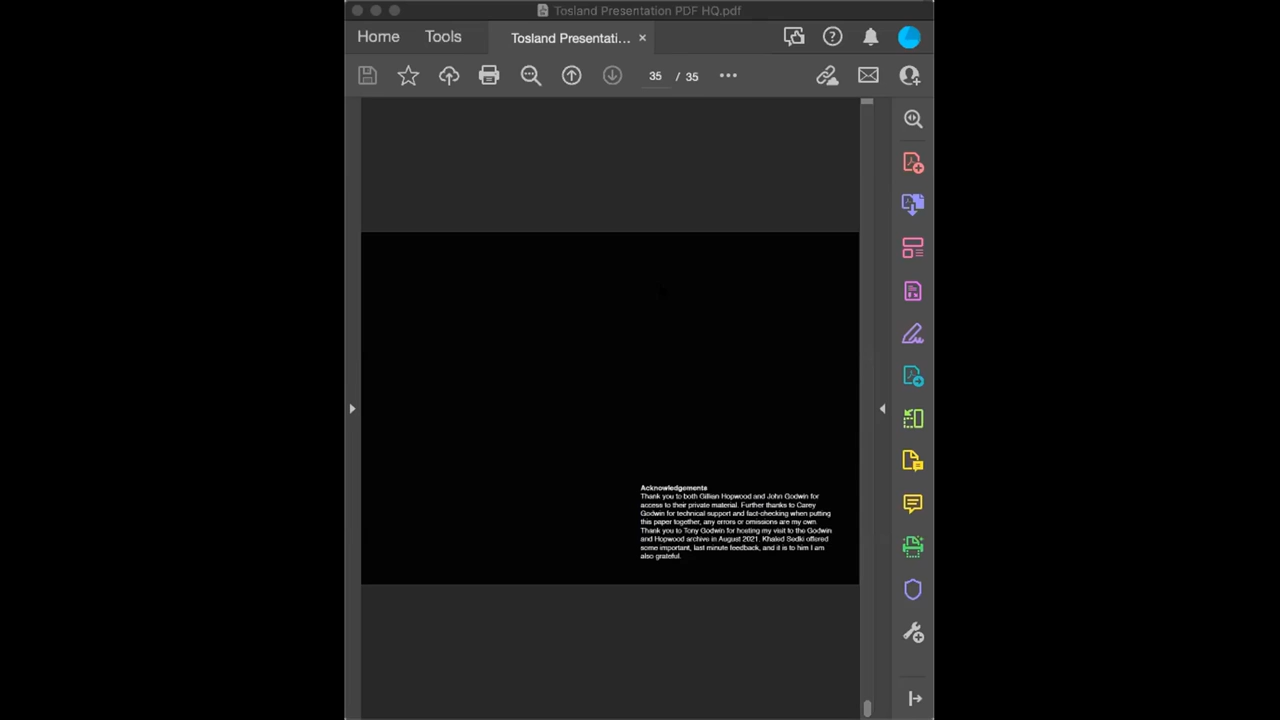 Tosland Presentation PDF HQ.pdf
Home Tools Tosland Presentati... ×
35 / 35
Acknowledgements
Thank you to both Gillian Hopwood and John Godwin for
access to their private material. Further thanks to Carey
Godwin for technical support and fact-checking when putting
this paper together, any errors or omissions are my own.
Thank you to Tony Godwin for hosting my visit to the Godwin
and Hopwood archive in August 2021. Khaled Sedki offered
some important, last minute feedback, and it is to him I am
also grateful.